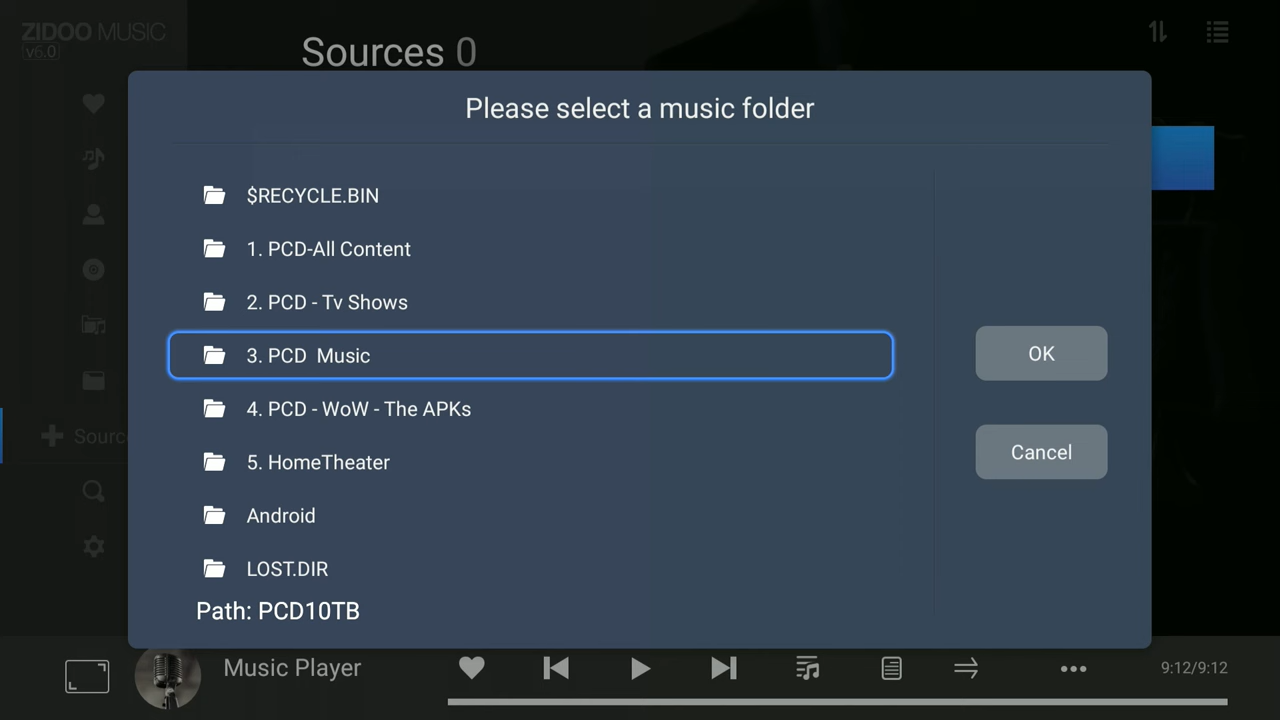 ZIDOO MUSIC
v6.0
Sources 0
Please select a music folder
$RECYCLE.BIN
1. PCD-All Content
2. PCD - Tv Shows
3. PCD  Music
4. PCD - WoW - The APKs
5. HomeTheater
Android
LOST.DIR
Path: PCD10TB
OK
Cancel
Sourc
Music Player
9:12/9:12